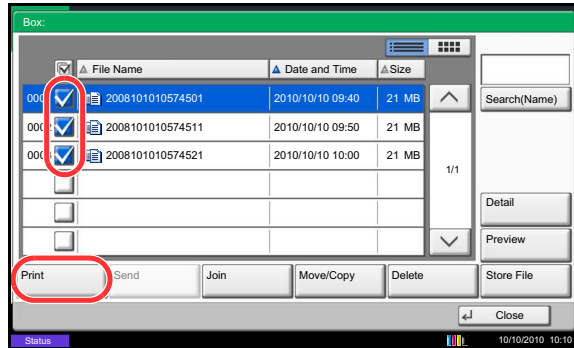 Box:
File Name Date and Time Size
2008101010574501 2010/10/10 09:40 21 MB Search(Name)
2008101010574511 2010/10/10 09:50 21 MB
2008101010574521 2010/10/10 10:00 21 MB
1/1
Detail
Preview
Print Send Join Move/Copy Delete Store File
Close
Status 10/10/2010 10:10